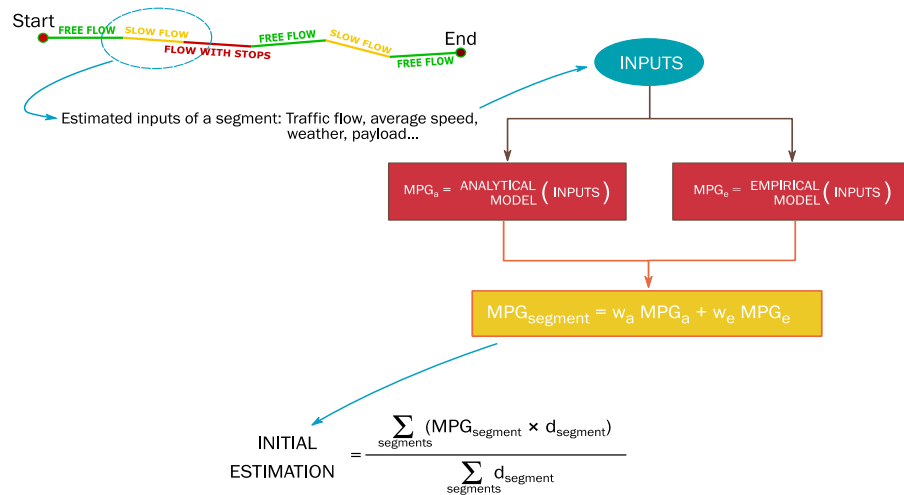 Start
FREE FLOW
SLOW FLOW
FLOW WITH STOPS
FREE FLOW
SLOW FLOW
FREE FLOW
End
INPUTS
Estimated inputs of a segment: Traffic flow, average speed,
weather, payload...
MPGa = ANALYTICAL MODEL (INPUTS)
MPGe = EMPIRICAL MODEL (INPUTS)
MPGsegment = wa MPGa + we MPGe
INITIAL
ESTIMATION
=
∑segments (MPGsegment × dsegment)
∑segments dsegment